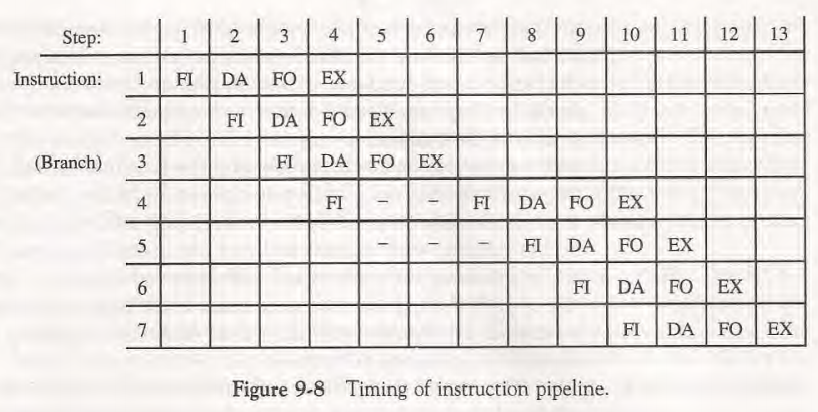 Step: 1 2 3 4 5 6 7 8 9 10 11 12 13
Instruction: 1 FI DA FO EX
2 FI DA FO EX
(Branch) 3 FI DA FO EX
4 FI – – FI DA FO EX
5 – – – FI DA FO EX
6 FI DA FO EX
7 FI DA FO EX
Figure 9-8 Timing of instruction pipeline.